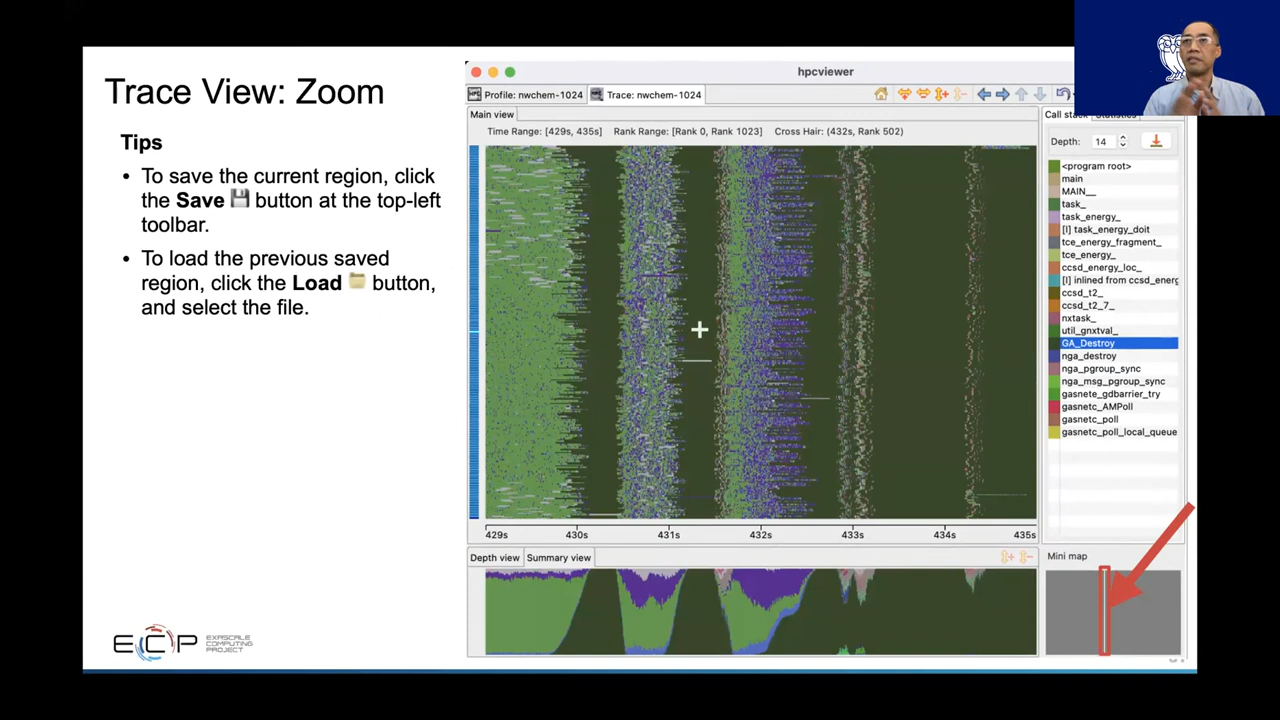 Trace View: Zoom
Tips
• To save the current region, click
the Save button at the top-left
toolbar.
• To load the previous saved
region, click the Load button,
and select the file.
ECP EXASCALE
COMPUTING
PROJECT
hpcviewer
Profile: nwchem-1024 Trace: nwchem-1024
Main view
Time Range: [429s, 435s] Rank Range: [Rank 0, Rank 1023] Cross Hair: (432s, Rank 502)
429s 430s 431s 432s 433s 434s 435s
Depth view Summary view
Call stack Statistics
Depth: 14
<program root>
main
MAIN__
task_
task_energy_
[I] task_energy_doit
tce_energy_fragment_
tce_energy_
ccsd_energy_loc_
[I] inlined from ccsd_energ
ccsd_t2_
ccsd_t2_7_
nxtask_
util_gnxtval_
GA_Destroy
nga_destroy
nga_pgroup_sync
nga_msg_pgroup_sync
gasnete_gdbarrier_try
gasnetc_AMPoll
gasnetc_poll
gasnetc_poll_local_queue
Mini map